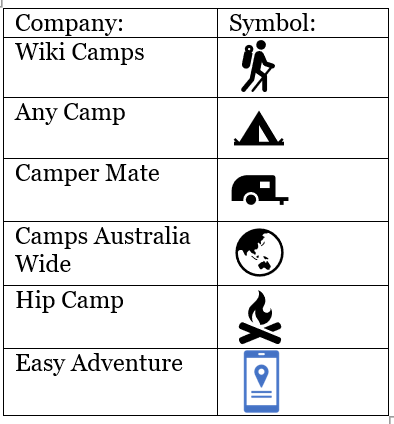 Company: Symbol:
Wiki Camps
Any Camp
Camper Mate
Camps Australia
Wide
Hip Camp
Easy Adventure